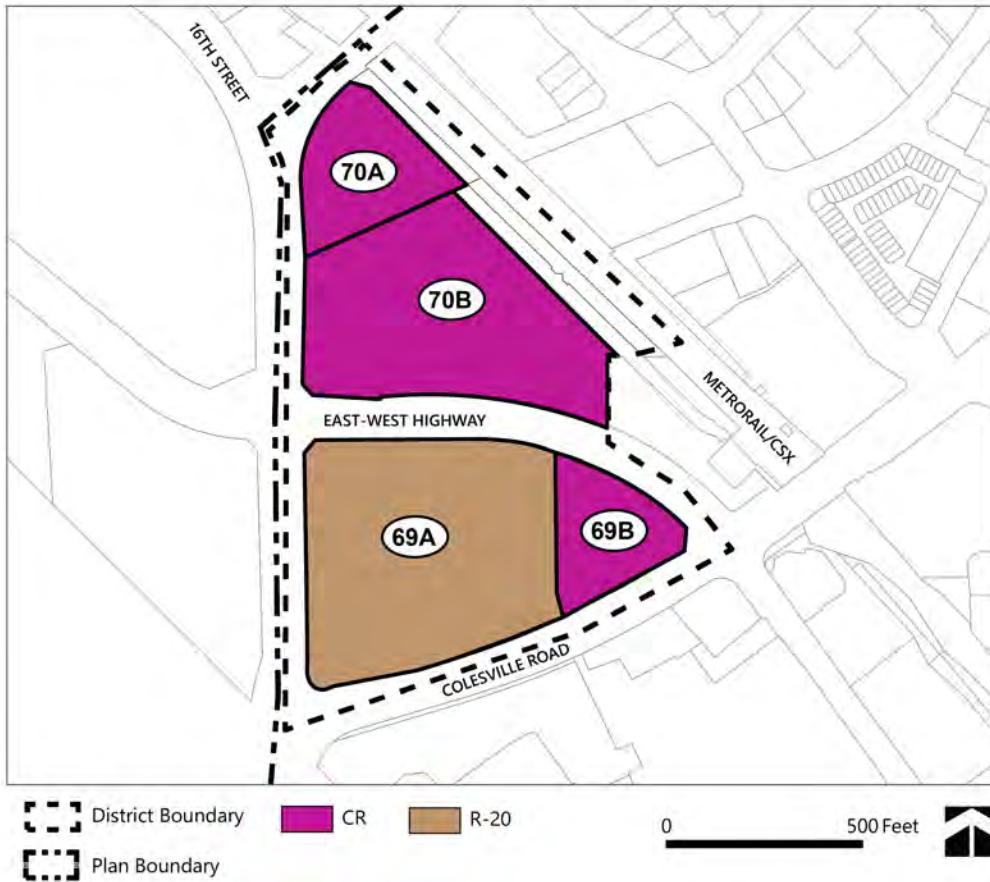 16TH STREET
70A
70B
METRORAIL/CSX
EAST-WEST HIGHWAY
69A
69B
COLESVILLE ROAD
District Boundary
CR
R-20
0
500 Feet
Plan Boundary